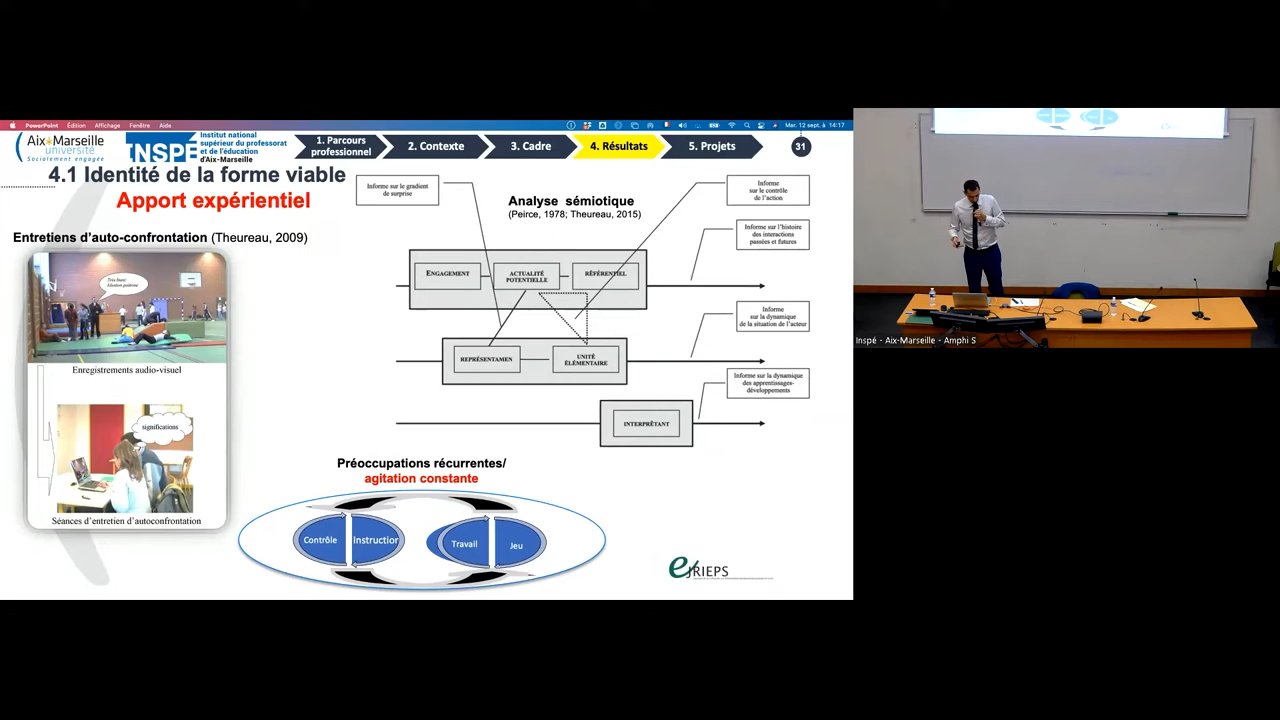 PowerPoint Édition Affichage Fenêtre Aide
Mar. 12 sept. à 14:17
Aix*Marseille
université
Socialement engagée
INSPÉ
Institut national
supérieur du professorat
et de l'éducation
d'Aix-Marseille
1. Parcours
professionnel
2. Contexte
3. Cadre
4. Résultats
5. Projets
31
4.1 Identité de la forme viable
Apport expérientiel
Entretiens d'auto-confrontation (Theureau, 2009)
Enregistrements audio-visuel
significations
Séances d'entretien d'autoconfrontation
Informe sur le gradient
de surprise
Analyse sémiotique
(Peirce, 1978; Theureau, 2015)
Informe
sur le contrôle
de l'action
Informe sur l'histoire
des interactions
passées et futures
ENGAGEMENT
ACTUALITÉ
POTENTIELLE
RÉFÉRENTIEL
Informe
sur la dynamique
de la situation de l'acteur
REPRÉSENTAMEN
UNITÉ
ÉLÉMENTAIRE
Informe sur la dynamique
des apprentissages-
développements
INTERPRÉTANT
Préoccupations récurrentes/
agitation constante
Contrôle
Instruction
Travail
Jeu
eJRIEPS
Inspé - Aix-Marseille - Amphi S